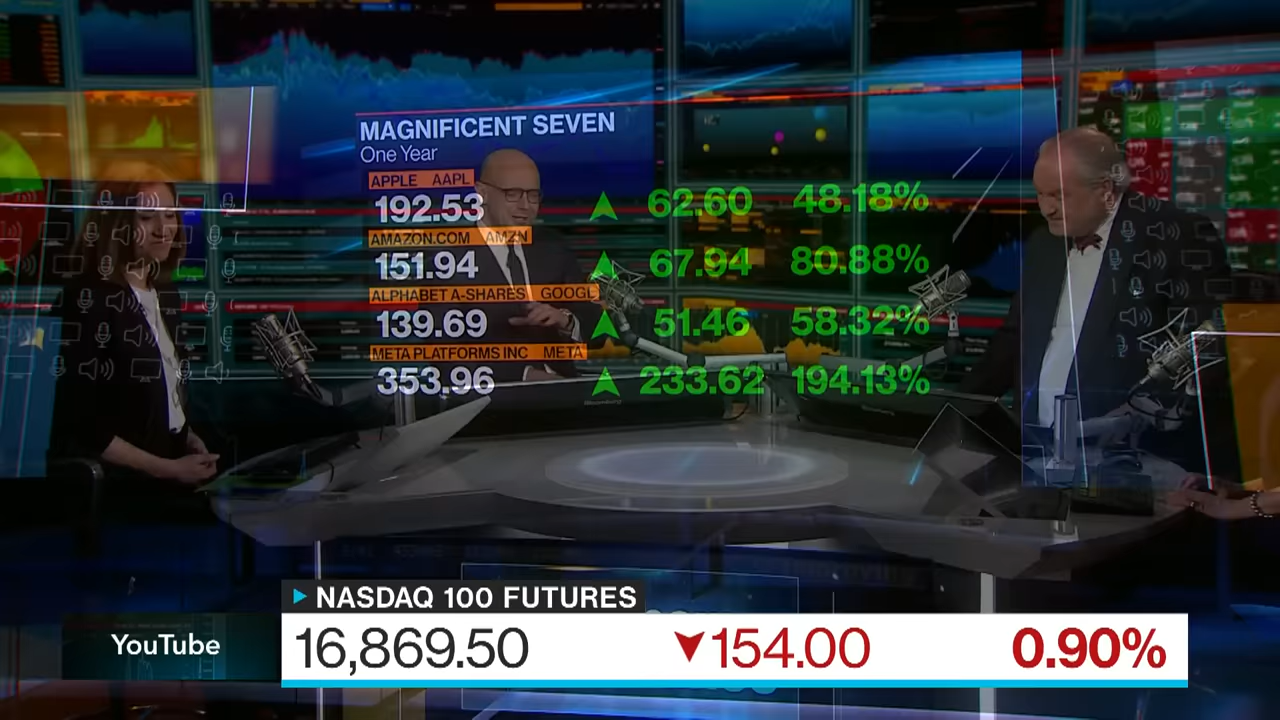 MAGNIFICENT SEVEN
One Year
APPLE AAPL
192.53 62.60 48.18%
AMAZON.COM AMZN
151.94 67.94 80.88%
ALPHABET A-SHARES GOOGL
139.69 51.46 58.32%
META PLATFORMS INC META
353.96 233.62 194.13%
Bloomberg
NASDAQ 100 FUTURES
YouTube
16,869.50 154.00 0.90%